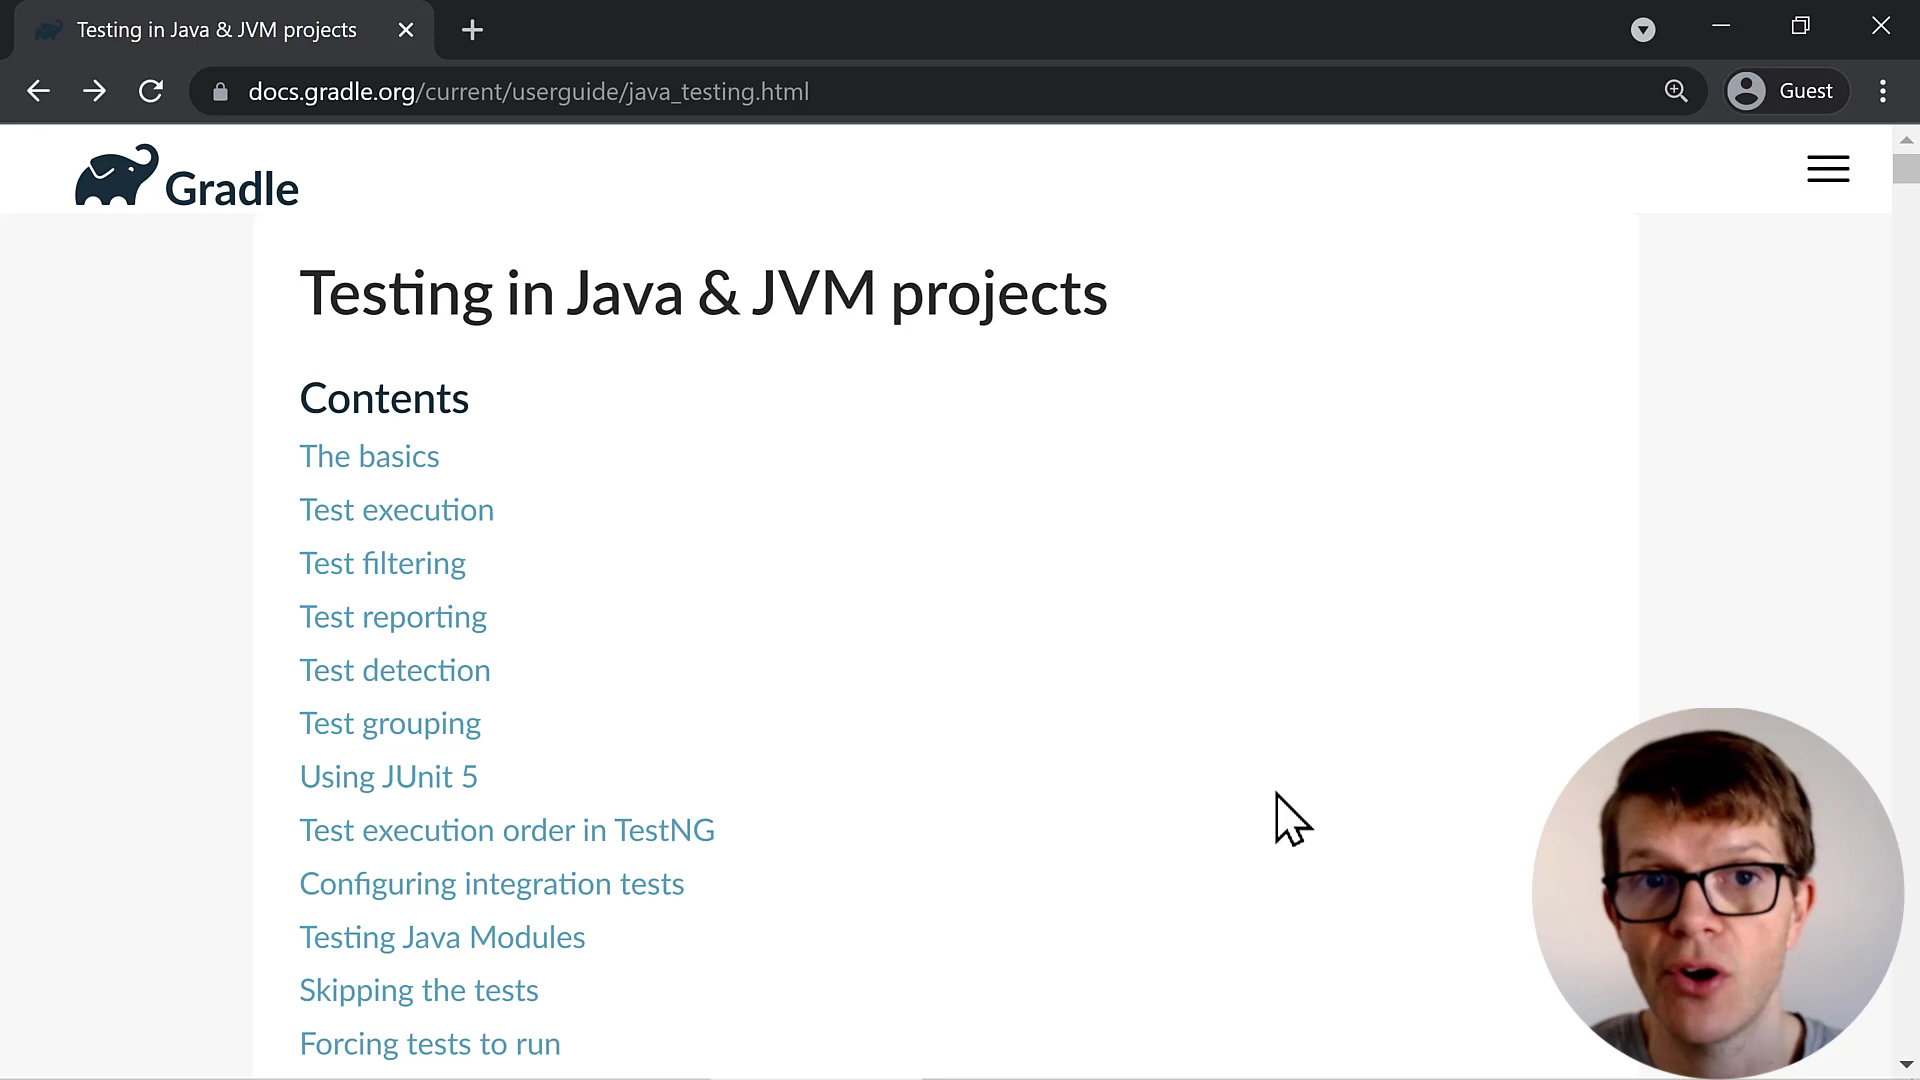 Testing in Java & JVM projects
docs.gradle.org/current/userguide/java_testing.html
Guest
Gradle
Testing in Java & JVM projects
Contents
The basics
Test execution
Test filtering
Test reporting
Test detection
Test grouping
Using JUnit 5
Test execution order in TestNG
Configuring integration tests
Testing Java Modules
Skipping the tests
Forcing tests to run